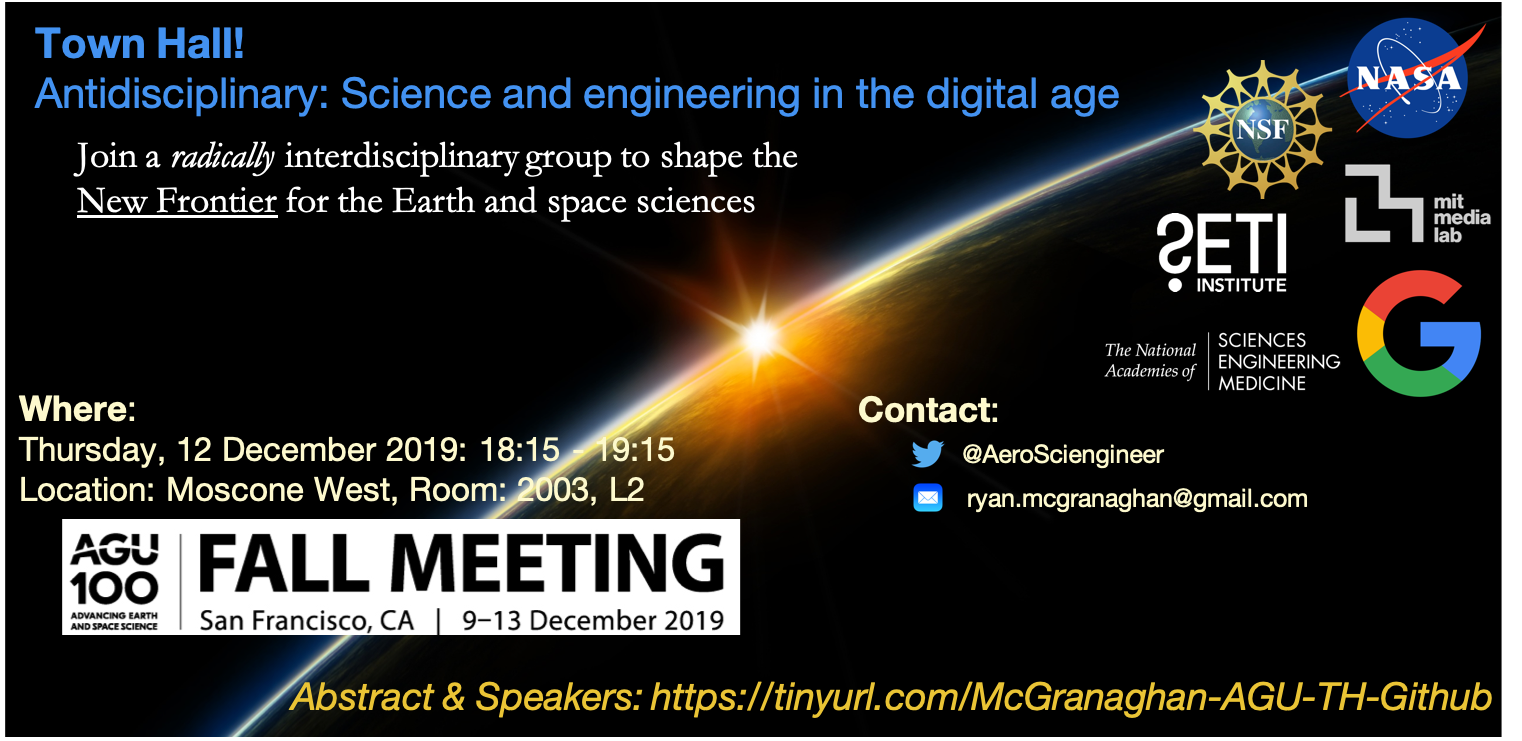 Town Hall!
Antidisciplinary: Science and engineering in the digital age
Join a radically interdisciplinary group to shape the
New Frontier for the Earth and space sciences
NASA
NSF
mit
media
lab
SETI
INSTITUTE
The National
Academies of
SCIENCES
ENGINEERING
MEDICINE
G
Where:
Thursday, 12 December 2019: 18:15 - 19:15
Location: Moscone West, Room: 2003, L2
Contact:
@AeroSciengineer
ryan.mcgranaghan@gmail.com
AGU
100
ADVANCING EARTH
AND SPACE SCIENCE
FALL MEETING
San Francisco, CA | 9–13 December 2019
Abstract & Speakers: https://tinyurl.com/McGranaghan-AGU-TH-Github